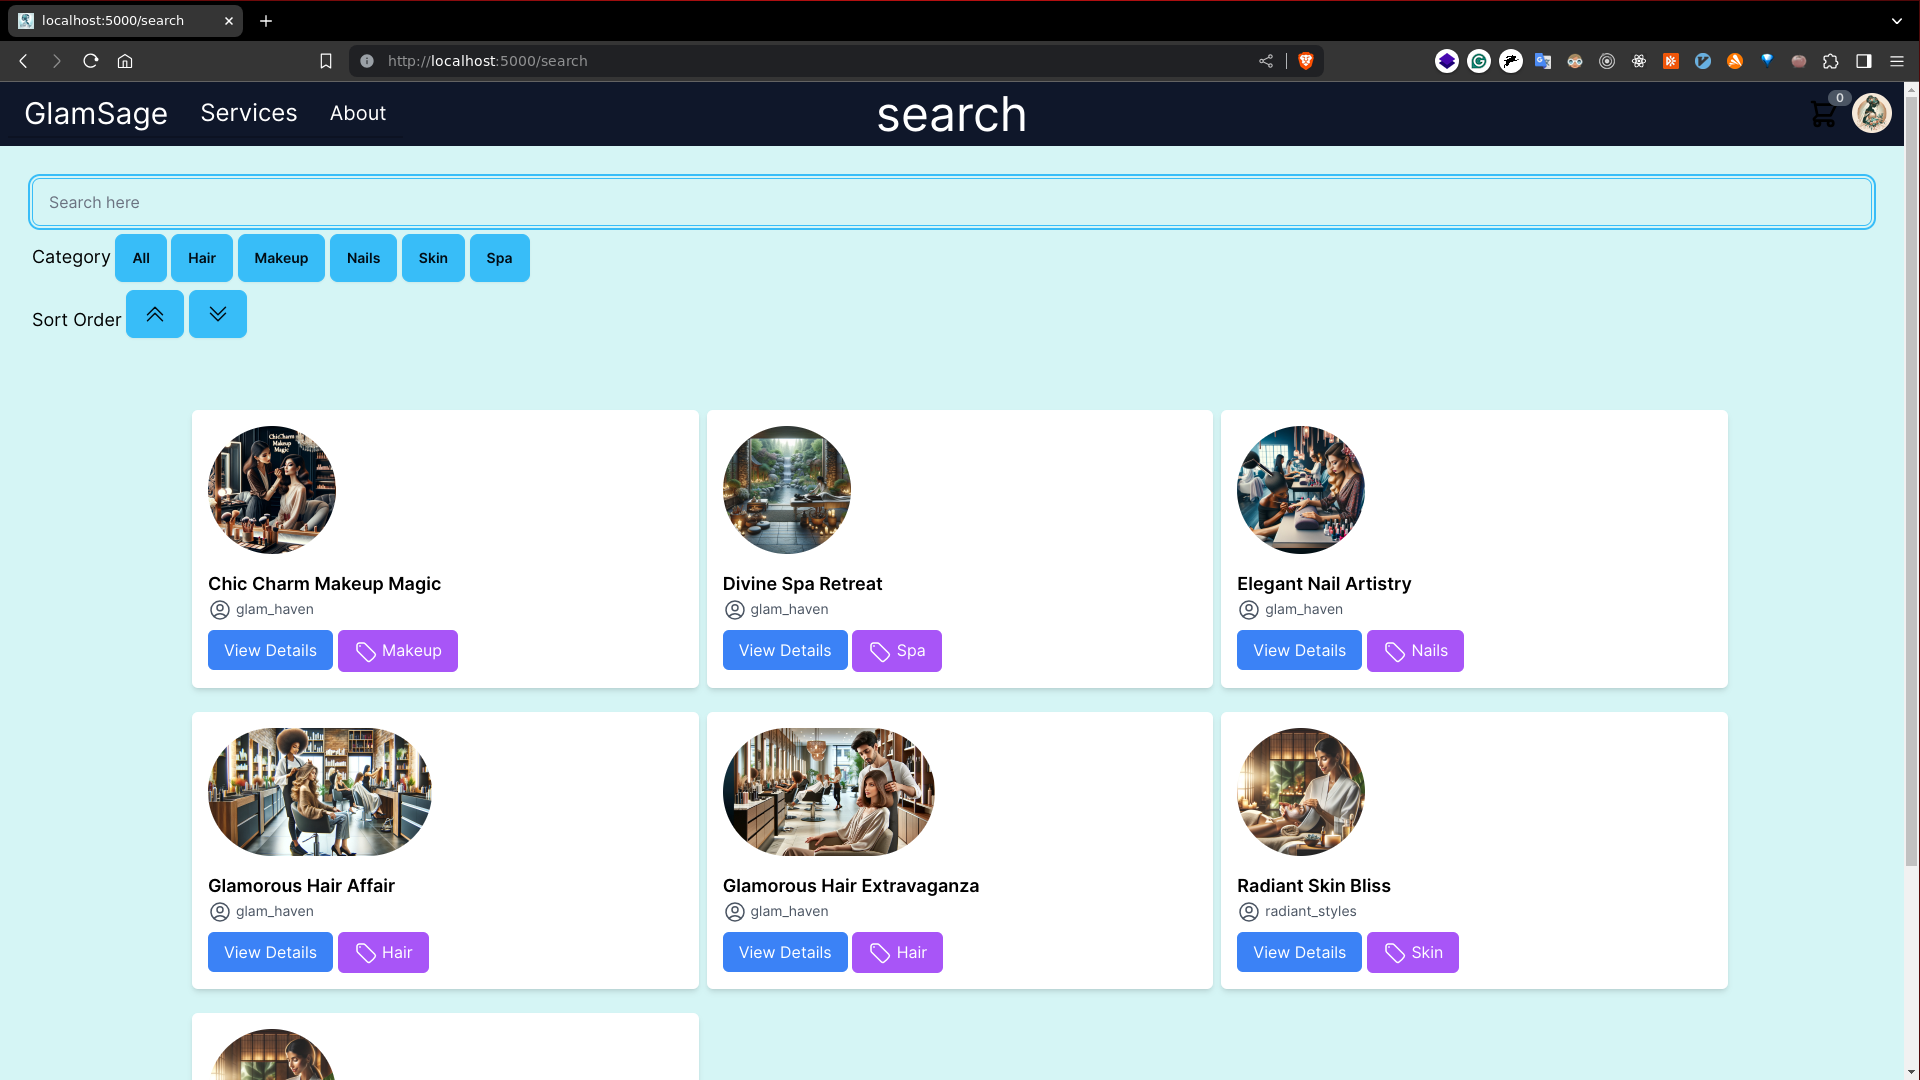 localhost:5000/search
http://localhost:5000/search
GlamSage Services About search 0
Search here
Category All Hair Makeup Nails Skin Spa
Sort Order
ChicCharm
Makeup
Magic
Chic Charm Makeup Magic
glam_haven
View Details Makeup
Divine Spa Retreat
glam_haven
View Details Spa
Elegant Nail Artistry
glam_haven
View Details Nails
Glamorous Hair Affair
glam_haven
View Details Hair
Glamorous Hair Extravaganza
glam_haven
View Details Hair
Radiant Skin Bliss
radiant_styles
View Details Skin